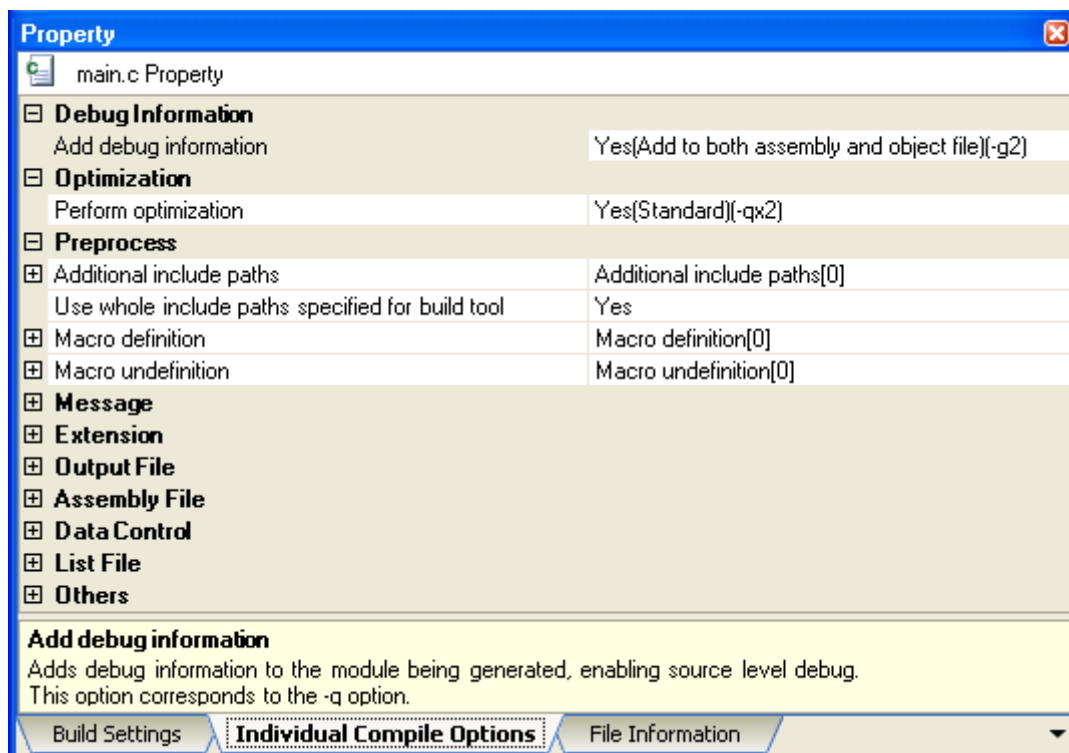 Property
main.c Property
Debug Information
Add debug information Yes(Add to both assembly and object file)(-g2)
Optimization
Perform optimization Yes(Standard)(-qx2)
Preprocess
Additional include paths Additional include paths[0]
Use whole include paths specified for build tool Yes
Macro definition Macro definition[0]
Macro undefinition Macro undefinition[0]
Message
Extension
Output File
Assembly File
Data Control
List File
Others
Add debug information
Adds debug information to the module being generated, enabling source level debug.
This option corresponds to the -g option.
Build Settings Individual Compile Options File Information